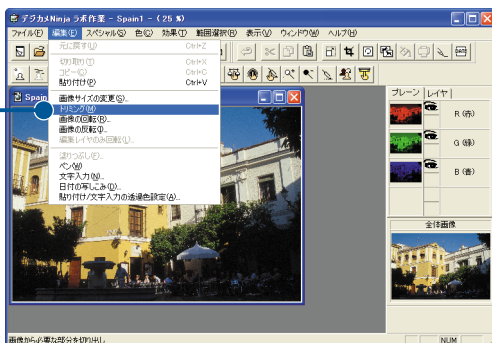 デジカメNinja ラボ作業 - Spain1 - (25 %)
ファイル(F) 編集(E) スペシャル(S) 色(C) 効果(T) 範囲選択(R) 表示(V) ウィンドウ(W) ヘルプ(H)
元に戻す(U) Ctrl+Z
切り取り(T) Ctrl+X
コピー(C) Ctrl+C
貼り付け(P) Ctrl+V
画像サイズの変更(S)...
トリミング(M)
画像の回転(R)...
画像の反転(I)...
編集レイヤのみ回転(L)...
塗りつぶし(F)...
ペン(W)
文字入力(N)...
日付の写しこみ(D)...
貼り付け/文字入力の透過色設定(A)...
Spain
プレーン レイヤ
R (赤)
G (緑)
B (青)
全体画像
画像から必要な部分を切り出し NUM